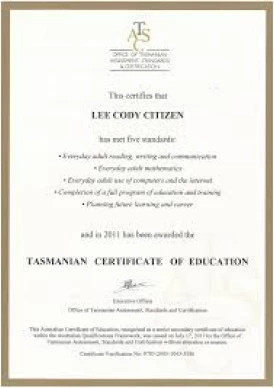 TASC
OFFICE OF TASMANIAN
ASSESSMENT, STANDARDS
& CERTIFICATION
This certifies that
LEE CODY CITIZEN
has met five standards:
• Everyday adult reading, writing and communication
• Everyday adult mathematics
• Everyday adult use of computers and the internet
• Completion of a full program of education and training
• Planning future learning and career
and in 2011 has been awarded the
TASMANIAN CERTIFICATE OF EDUCATION
Executive Officer
Office of Tasmanian Assessment, Standards and Certification
This Australian Certificate of Education, recognised as a senior secondary certificate of education
within the Australian Qualifications Framework, was issued on July 17, by the Office of
Tasmanian Assessment, Standards and Certification without alteration or erasure.
Certificate Verification No: